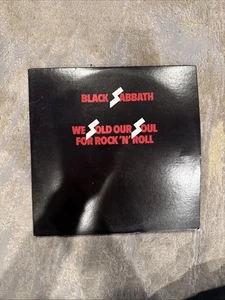 BLACK SABBATH
WE SOLD OUR SOUL
FOR ROCK 'N' ROLL